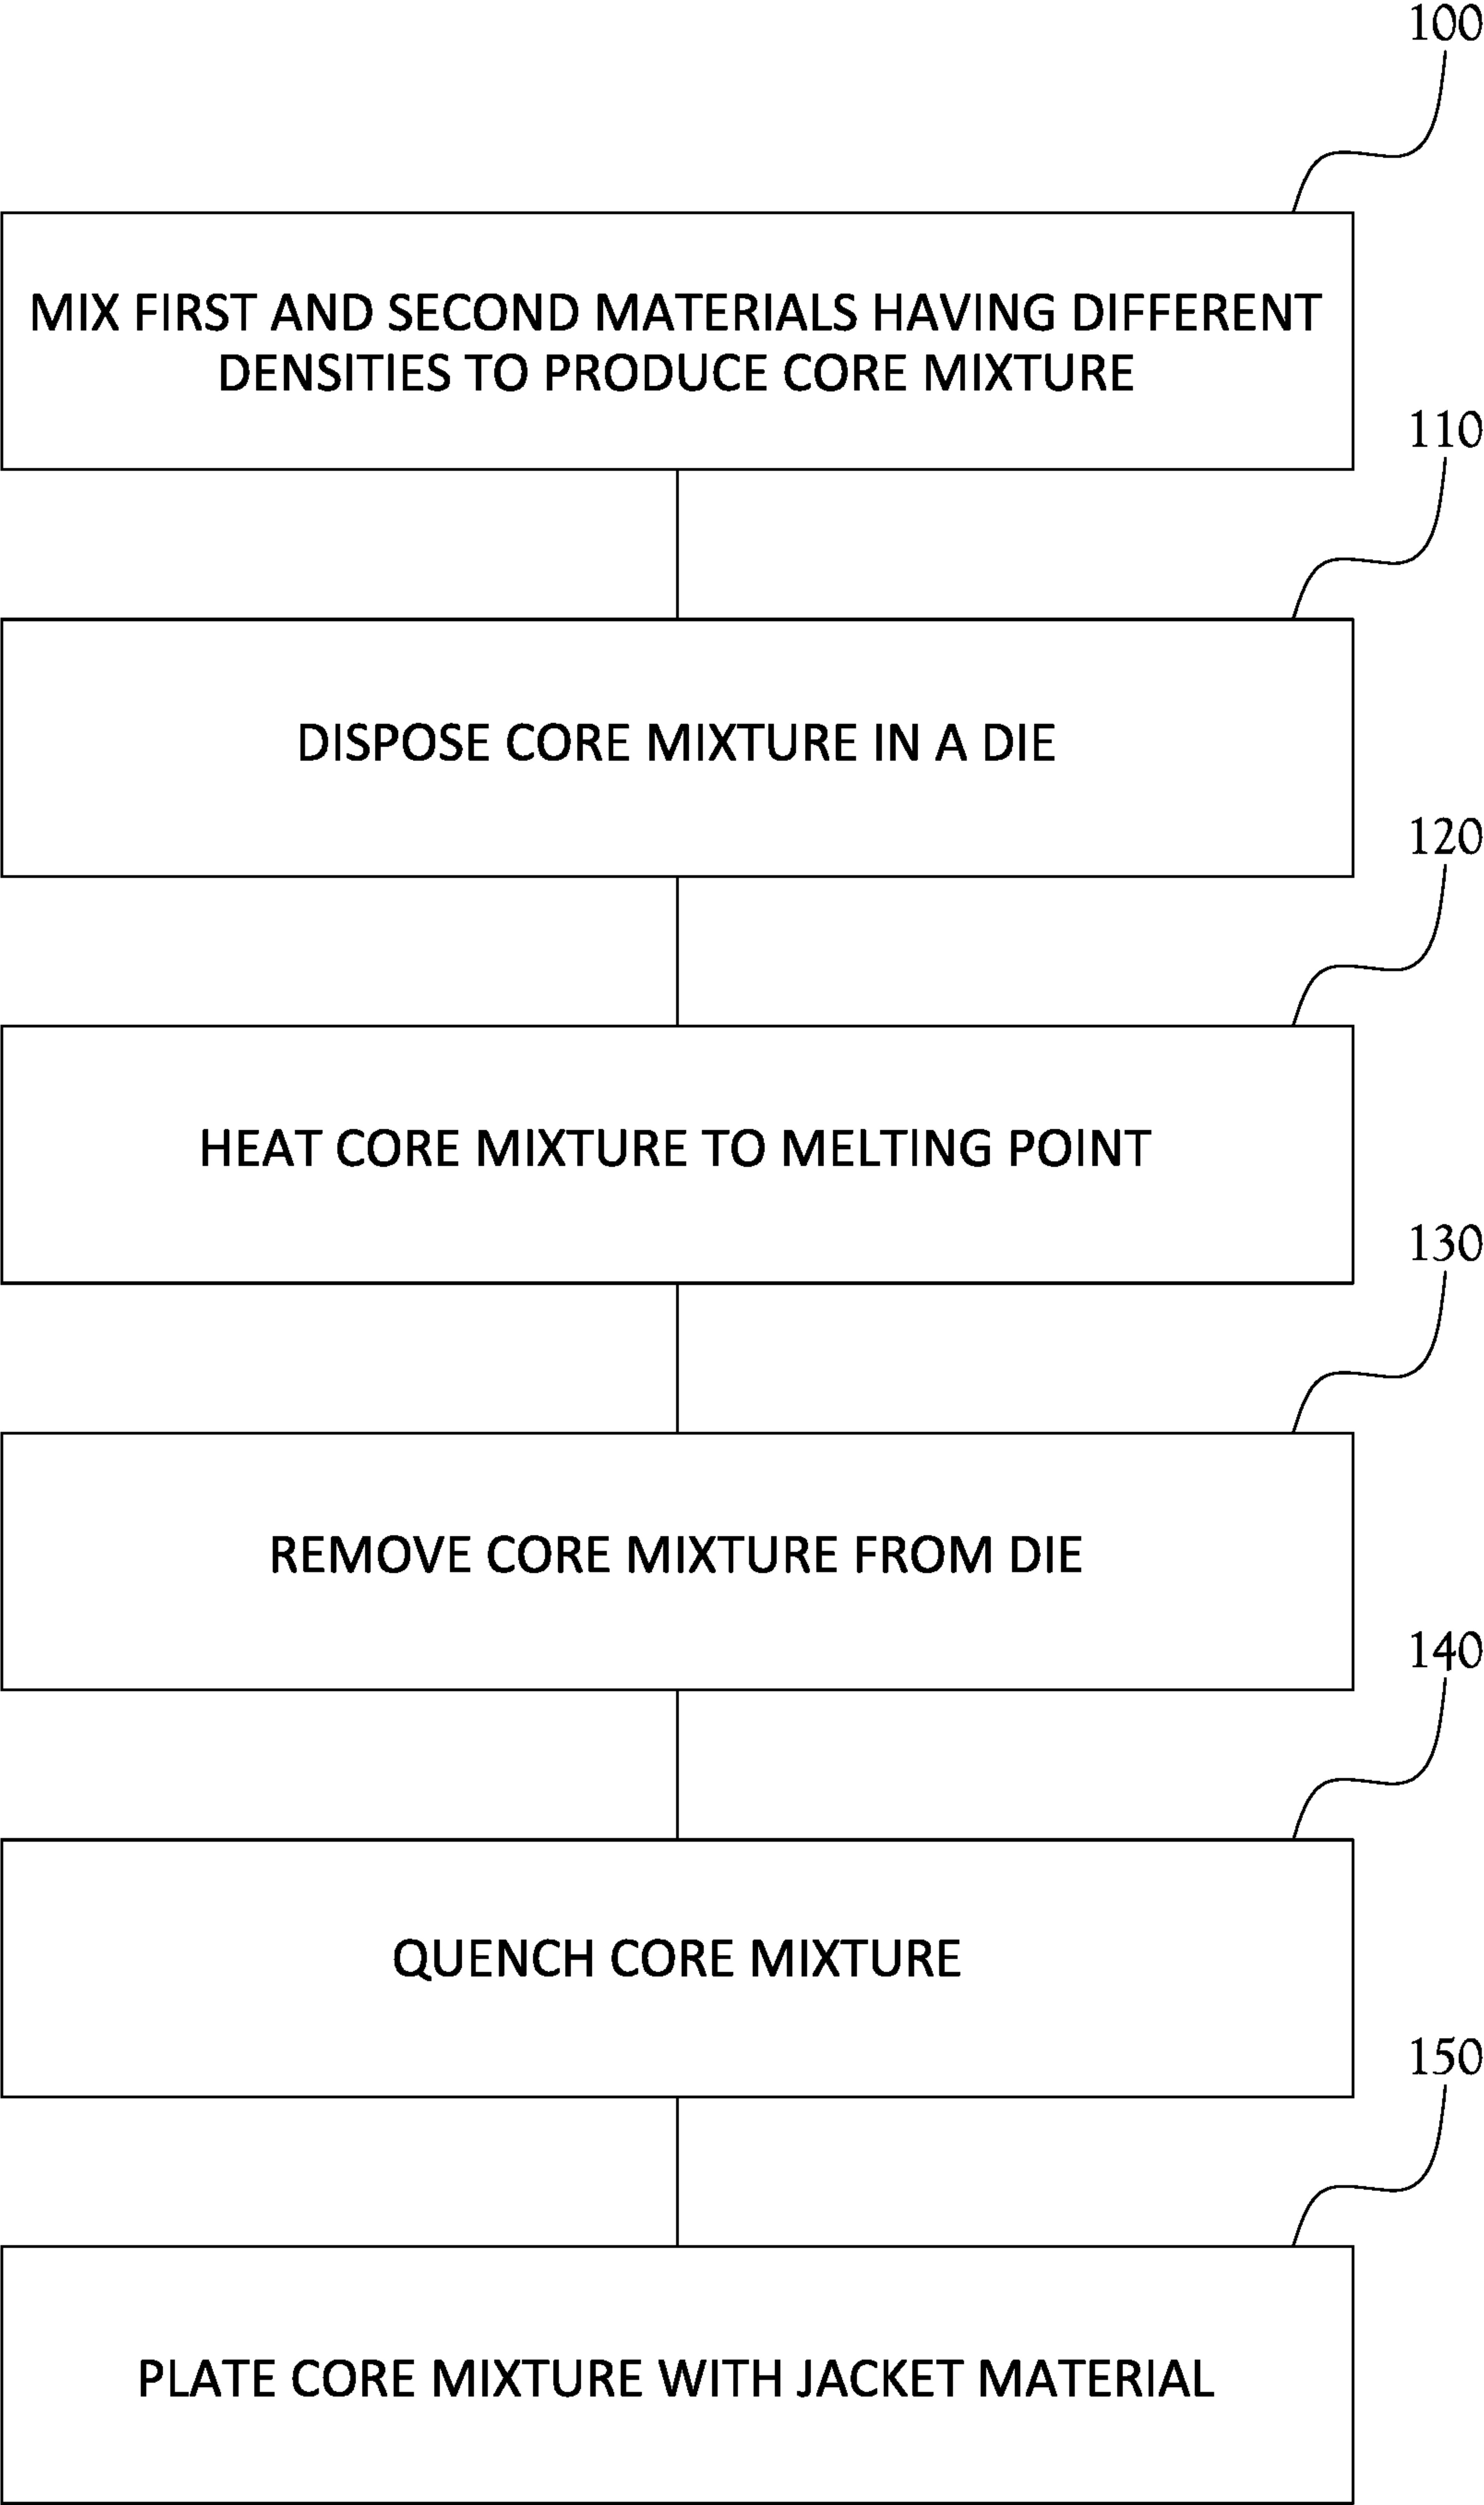 100
MIX FIRST AND SECOND MATERIALS HAVING DIFFERENT
DENSITIES TO PRODUCE CORE MIXTURE
110
DISPOSE CORE MIXTURE IN A DIE
120
HEAT CORE MIXTURE TO MELTING POINT
130
REMOVE CORE MIXTURE FROM DIE
140
QUENCH CORE MIXTURE
150
PLATE CORE MIXTURE WITH JACKET MATERIAL